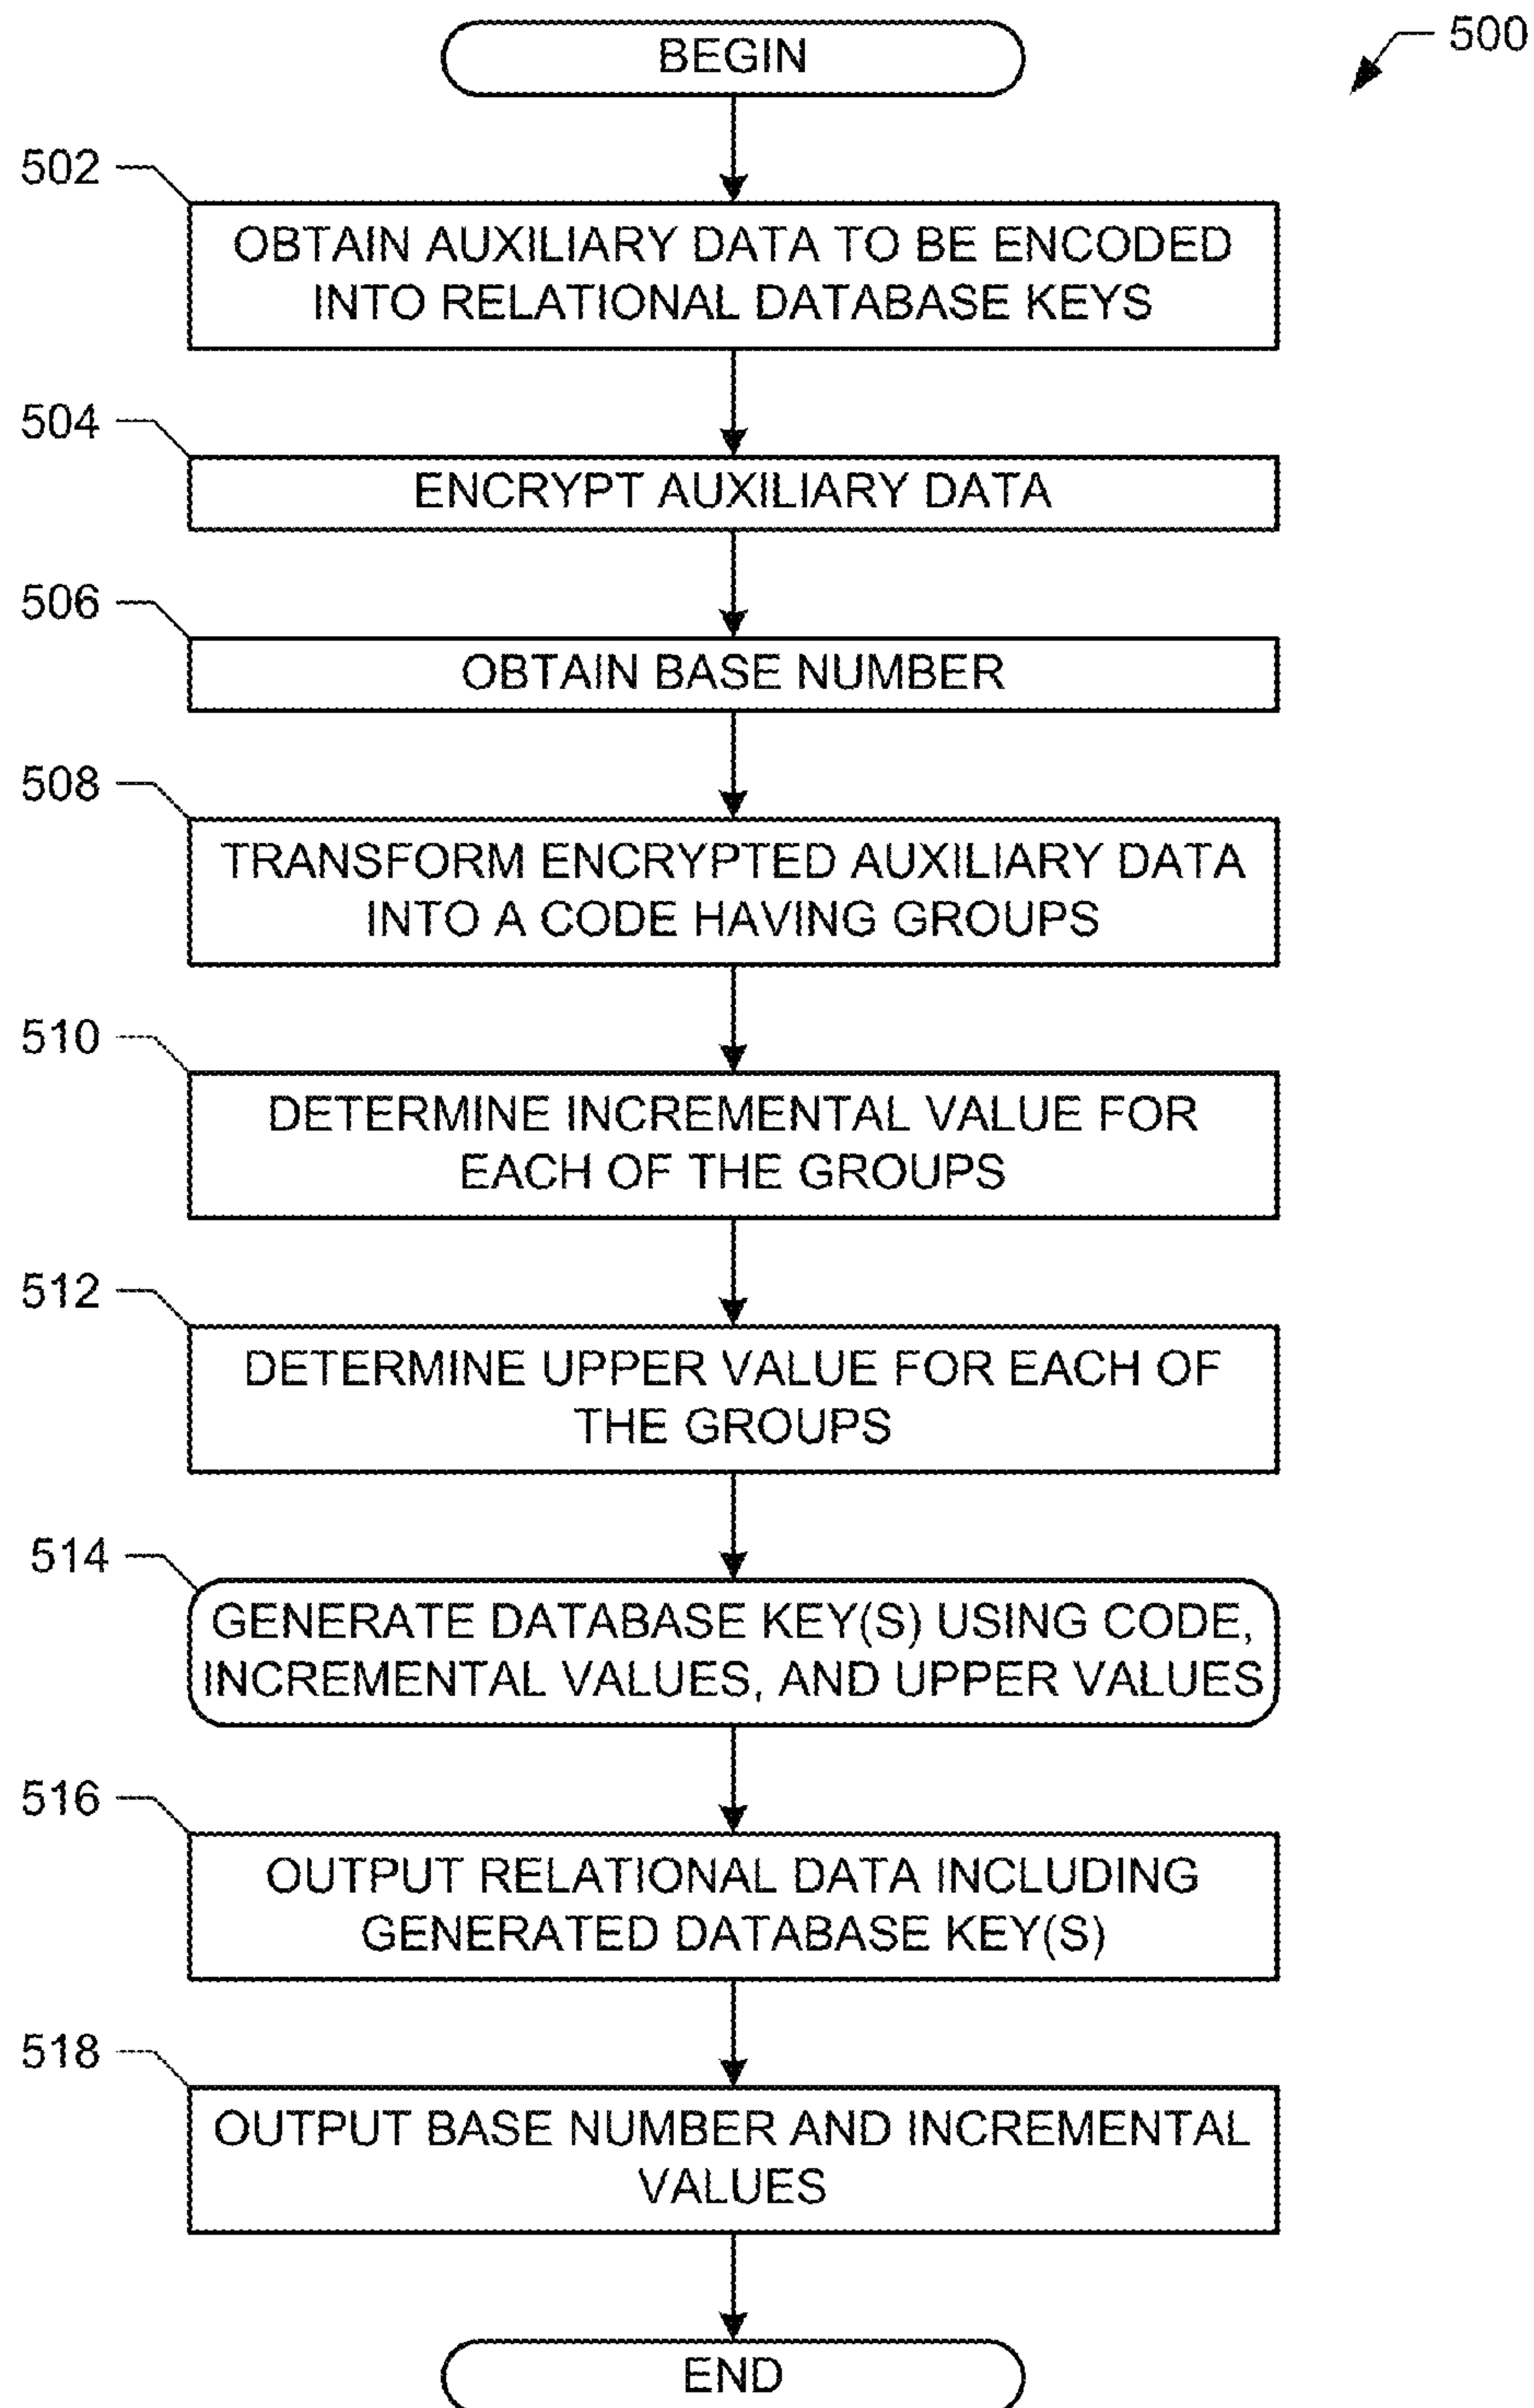 BEGIN
500
502
OBTAIN AUXILIARY DATA TO BE ENCODED
INTO RELATIONAL DATABASE KEYS
504
ENCRYPT AUXILIARY DATA
506
OBTAIN BASE NUMBER
508
TRANSFORM ENCRYPTED AUXILIARY DATA
INTO A CODE HAVING GROUPS
510
DETERMINE INCREMENTAL VALUE FOR
EACH OF THE GROUPS
512
DETERMINE UPPER VALUE FOR EACH OF
THE GROUPS
514
GENERATE DATABASE KEY(S) USING CODE,
INCREMENTAL VALUES, AND UPPER VALUES
516
OUTPUT RELATIONAL DATA INCLUDING
GENERATED DATABASE KEY(S)
518
OUTPUT BASE NUMBER AND INCREMENTAL
VALUES
END